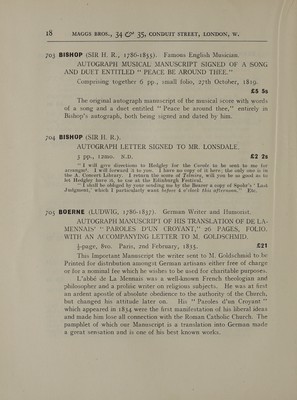 18 MAGGS BROS., 34 & 35, CONDUIT STREET, LONDON, W.
703 BISHOP (SIR H. R., 1786-1855). Famous English Musician.
AUTOGRAPH MUSICAL MANUSCRIPT SIGNED OF A SONG
AND DUET ENTITLED "PEACE BE AROUND THEE."
Comprising together 6 pp., small folio, 27th October, 1819.
£5 5s
The original autograph manuscript of the musical score with words
of a song and a duet entitled "Peace be around thee," entirely in
Bishop's autograph, both being signed and dated by him.
704 BISHOP (SIR H. R.).
AUTOGRAPH LETTER SIGNED TO MR. LONSDALE.
3 pp., 12mo. N.D. £2 2s
"I will give directions to Hedgley for the Corale to be sent to me for
arranger! I will forward it to you. I have no copy of it here; the only one is in
the A. Concert Library. I return the score of Telasco, will you be so good as to
let Hedgley have it, to use at the Edinburgh Festival.
"I shall be obliged by your sending me by the Bearer a copy of Spohr's 'Last
Judgment,' which I particularly want before 4 o'clock this afternoon." Etc.
705 BOERNE (LUDWIG, 1786-1837). German Writer and Humorist.
AUTOGRAPH MANUSCRIPT OF HIS TRANSLATION OF DE LA-
MENNAIS' "PAROLES D'UN CROYANT," 26 PAGES, FOLIO.
WITH AN ACCOMPANYING LETTER TO M. GOLDSCHMID.
½-page, 8vo. Paris, 2nd February, 1835. £21
This Important Manuscript the writer sent to M. Goldschmid to be
Printed for distribution amongst German artisans either free of charge
or for a nominal fee which he wishes to be used for charitable purposes.
L'abbé de La Mennais was a well-known French theologian and
philosopher and a prolific writer on religious subjects. He was at first
an ardent apostle of absolute obedience to the authority of the Church,
but changed his attitude later on. His "Paroles d'un Croyant"
which appeared in 1834 were the first manifestation of his liberal ideas
and made him lose all connection with the Roman Catholic Church. The
pamphlet of which our Manuscript is a translation into German made
a great sensation and is one of his best known works.